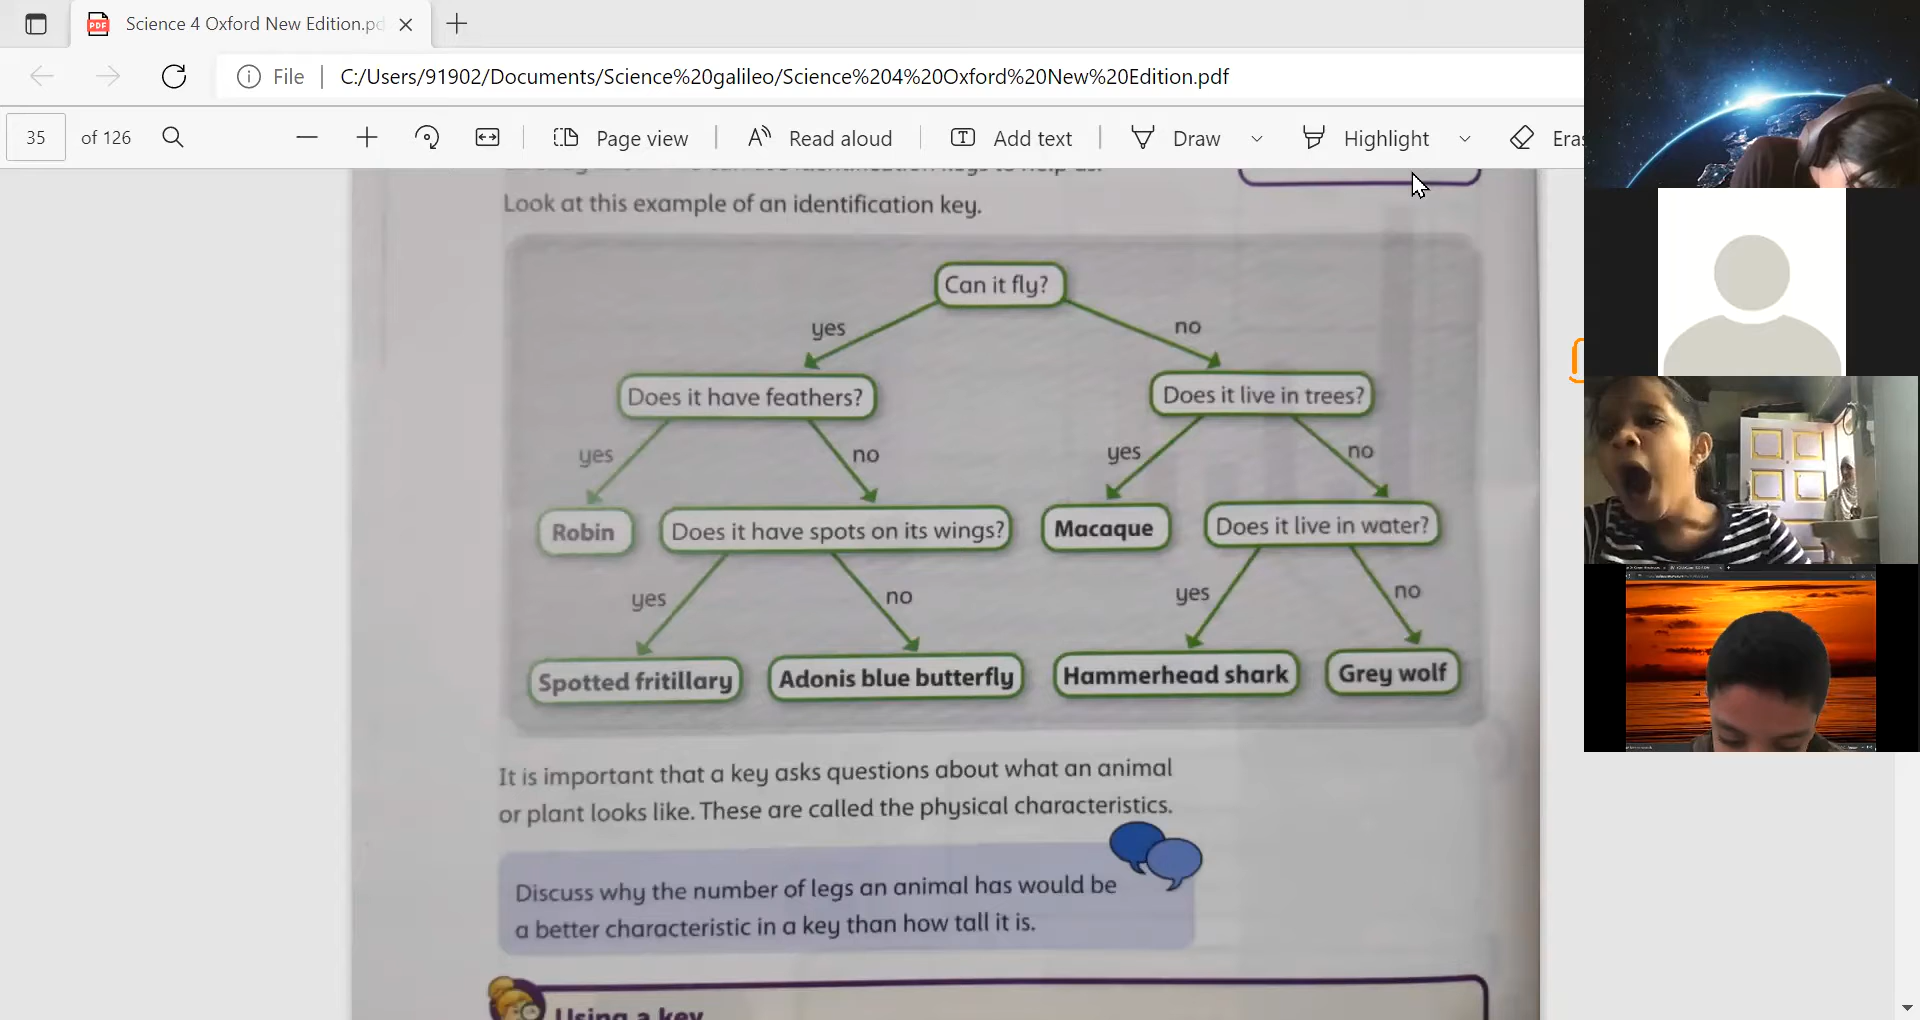 Science 4 Oxford New Edition.pd
File
C:/Users/91902/Documents/Science%20galileo/Science%204%20Oxford%20New%20Edition.pdf
35 of 126
Page view
Read aloud
Add text
Draw
Highlight
Eras
Look at this example of an identification key.
Can it fly?
yes no
Does it have feathers? Does it live in trees?
yes no yes no
Robin Does it have spots on its wings? Macaque Does it live in water?
yes no yes no
Spotted fritillary Adonis blue butterfly Hammerhead shark Grey wolf
It is important that a key asks questions about what an animal
or plant looks like. These are called the physical characteristics.
Discuss why the number of legs an animal has would be
a better characteristic in a key than how tall it is.
Using a key